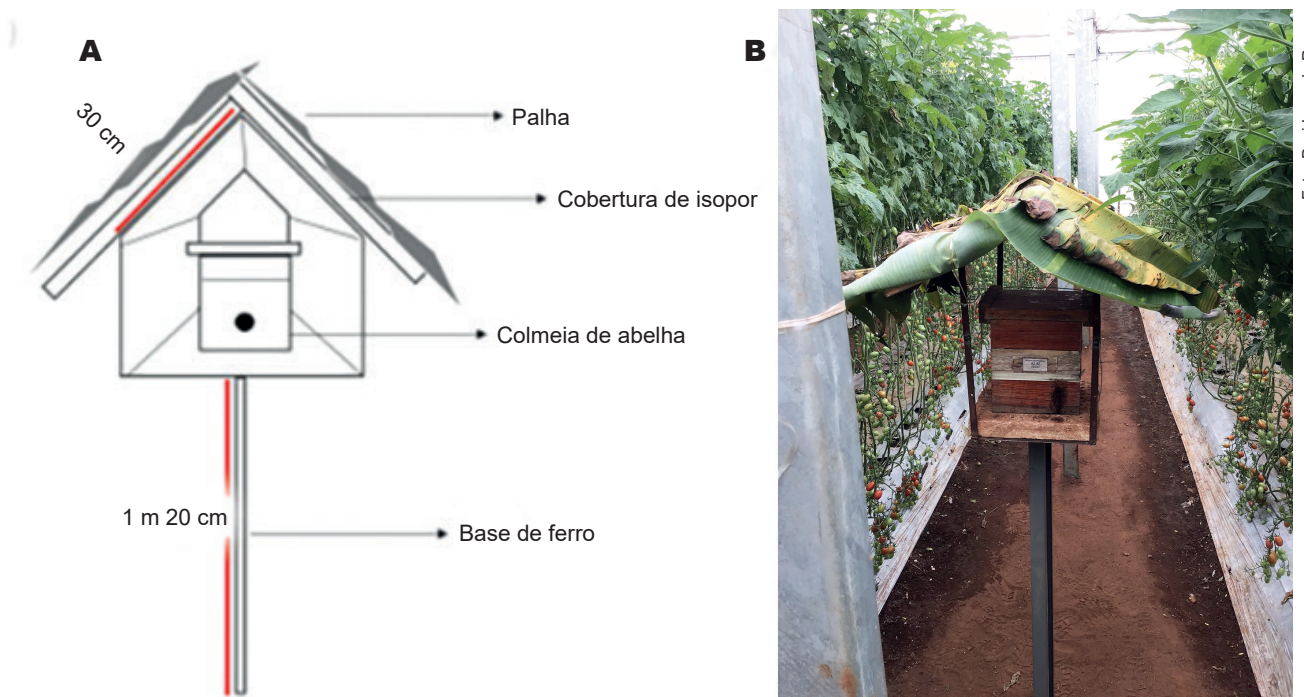 A
30 cm
Palha
Cobertura de isopor
Colmeia de abelha
1 m 20 cm
Base de ferro
B